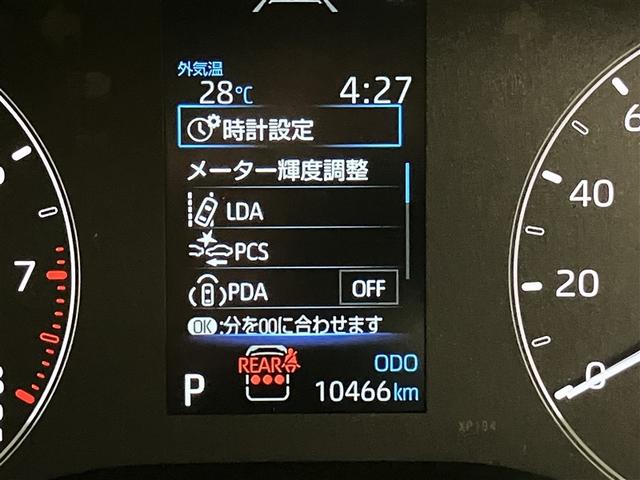 外気温
28℃ 4:27
時計設定
メーター輝度調整
LDA
PCS
PDA OFF
OK:分を00に合わせます
REAR
ODO
P 10466km
7
6
40
20
0
XP194